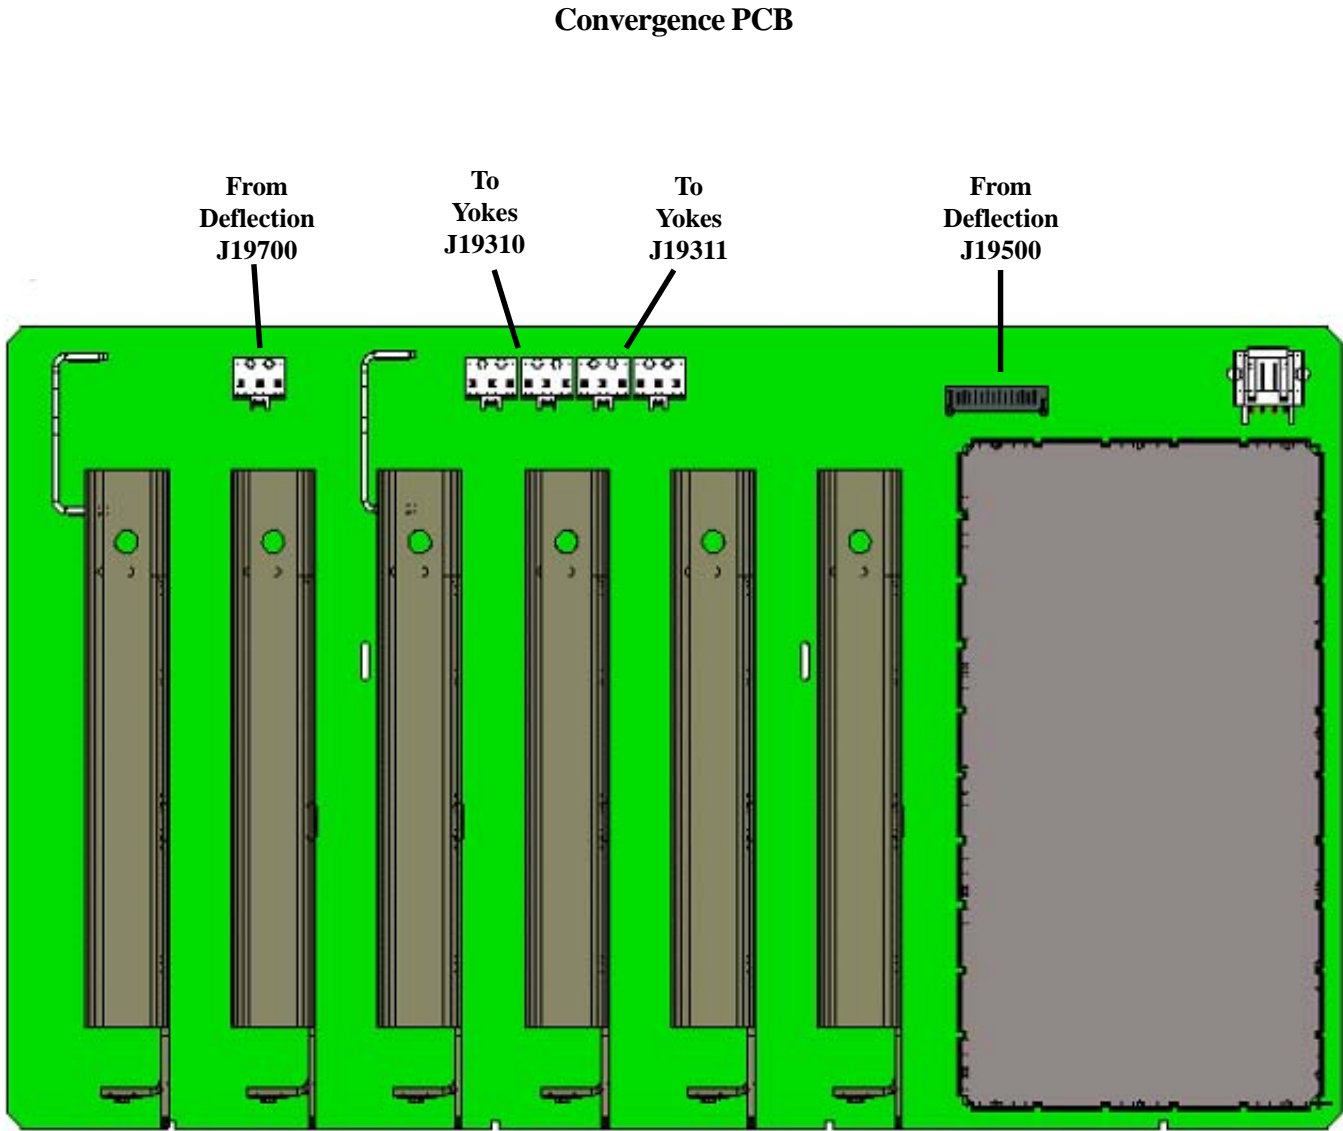 Convergence PCB
From
Deflection
J19700
To
Yokes
J19310
To
Yokes
J19311
From
Deflection
J19500